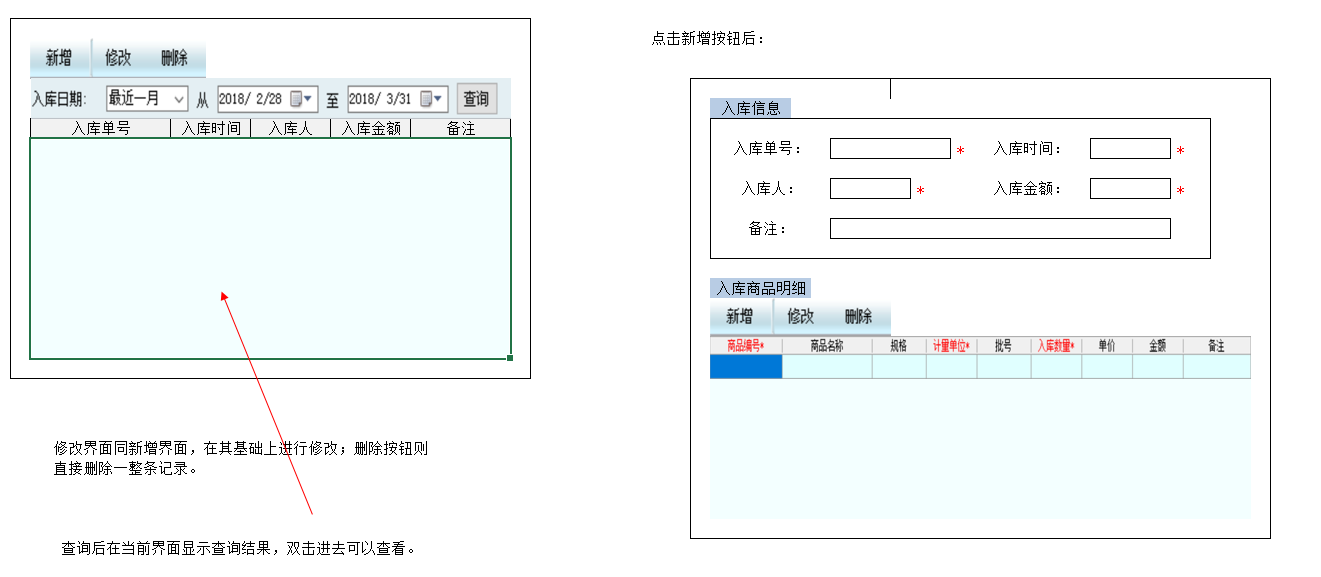 新增 修改 删除
入库日期: 最近一月 从 2018/ 2/28 至 2018/ 3/31 查询
入库单号 入库时间 入库人 入库金额 备注
修改界面同新增界面，在其基础上进行修改；删除按钮则
直接删除一整条记录。
查询后在当前界面显示查询结果，双击进去可以查看。
点击新增按钮后：
入库信息
入库单号： * 入库时间： *
入库人： * 入库金额： *
备注：
入库商品明细
新增 修改 删除
商品编号* 商品名称 规格 计量单位* 批号 入库数量* 单价 金额 备注